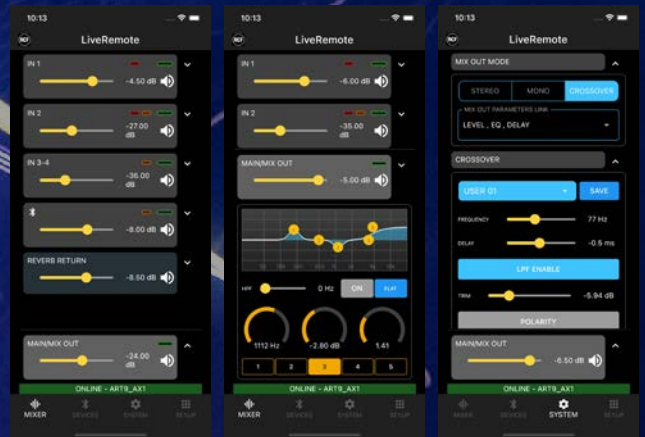 10:13
RCF
LiveRemote
IN 1
-4.50 dB
IN 2
-27.00
dB
IN 3-4
-36.00
dB
-8.00 dB
REVERB RETURN
-8.50 dB
MAIN/MIX OUT
-24.00
dB
ONLINE - ART9_AX1
MIXER
DEVICES
SYSTEM
SETUP
10:13
RCF
LiveRemote
IN 1
-6.00 dB
IN 2
-35.00
dB
MAIN/MIX OUT
-5.00 dB
HPF
0 Hz
ON
FLAT
1112 Hz
-2.80 dB
1.41
1 2 3 4 5
ONLINE - ART9_AX1
MIXER
DEVICES
SYSTEM
SETUP
10:13
RCF
LiveRemote
MIX OUT MODE
STEREO MONO CROSSOVER
MIX OUT PARAMETERS LINK
LEVEL , EQ , DELAY
CROSSOVER
USER 01
SAVE
FREQUENCY
77 Hz
DELAY
-0.5 ms
LPF ENABLE
TRIM
-5.94 dB
POLARITY
MAIN/MIX OUT
-6.50 dB
ONLINE - ART9_AX1
MIXER
DEVICES
SYSTEM
SETUP